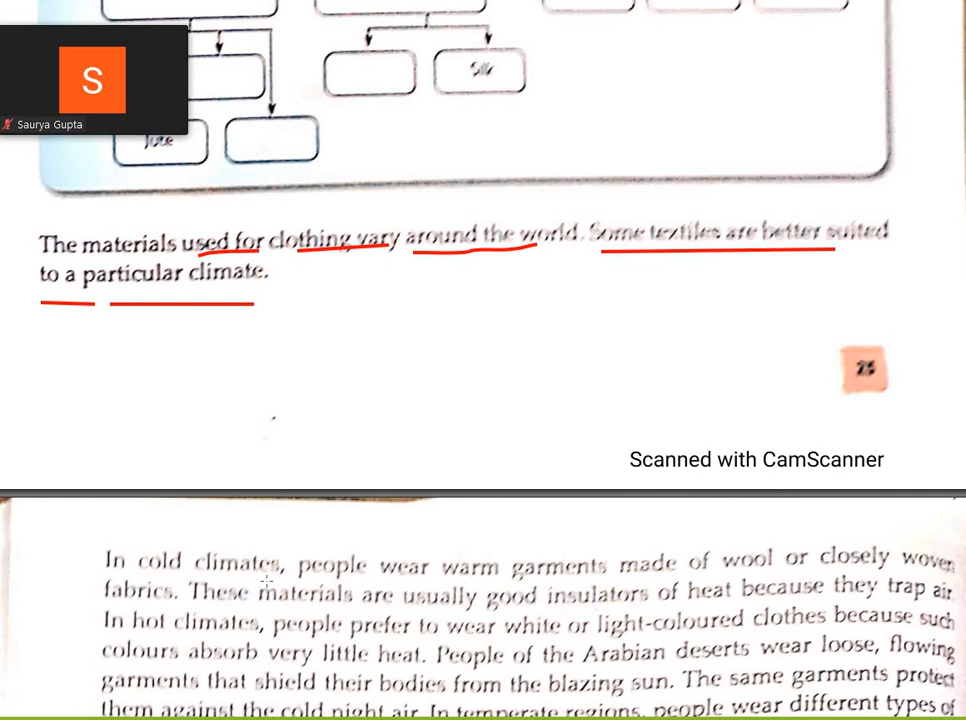 Silk
S
Saurya Gupta
Jute
The materials used for clothing vary around the world. Some textiles are better suited
to a particular climate.
25
Scanned with CamScanner
In cold climates, people wear warm garments made of wool or closely woven
fabrics. These materials are usually good insulators of heat because they trap air.
In hot climates, people prefer to wear white or light-coloured clothes because such
colours absorb very little heat. People of the Arabian deserts wear loose, flowing
garments that shield their bodies from the blazing sun. The same garments protect
them against the cold night air. In temperate regions, people wear different types of